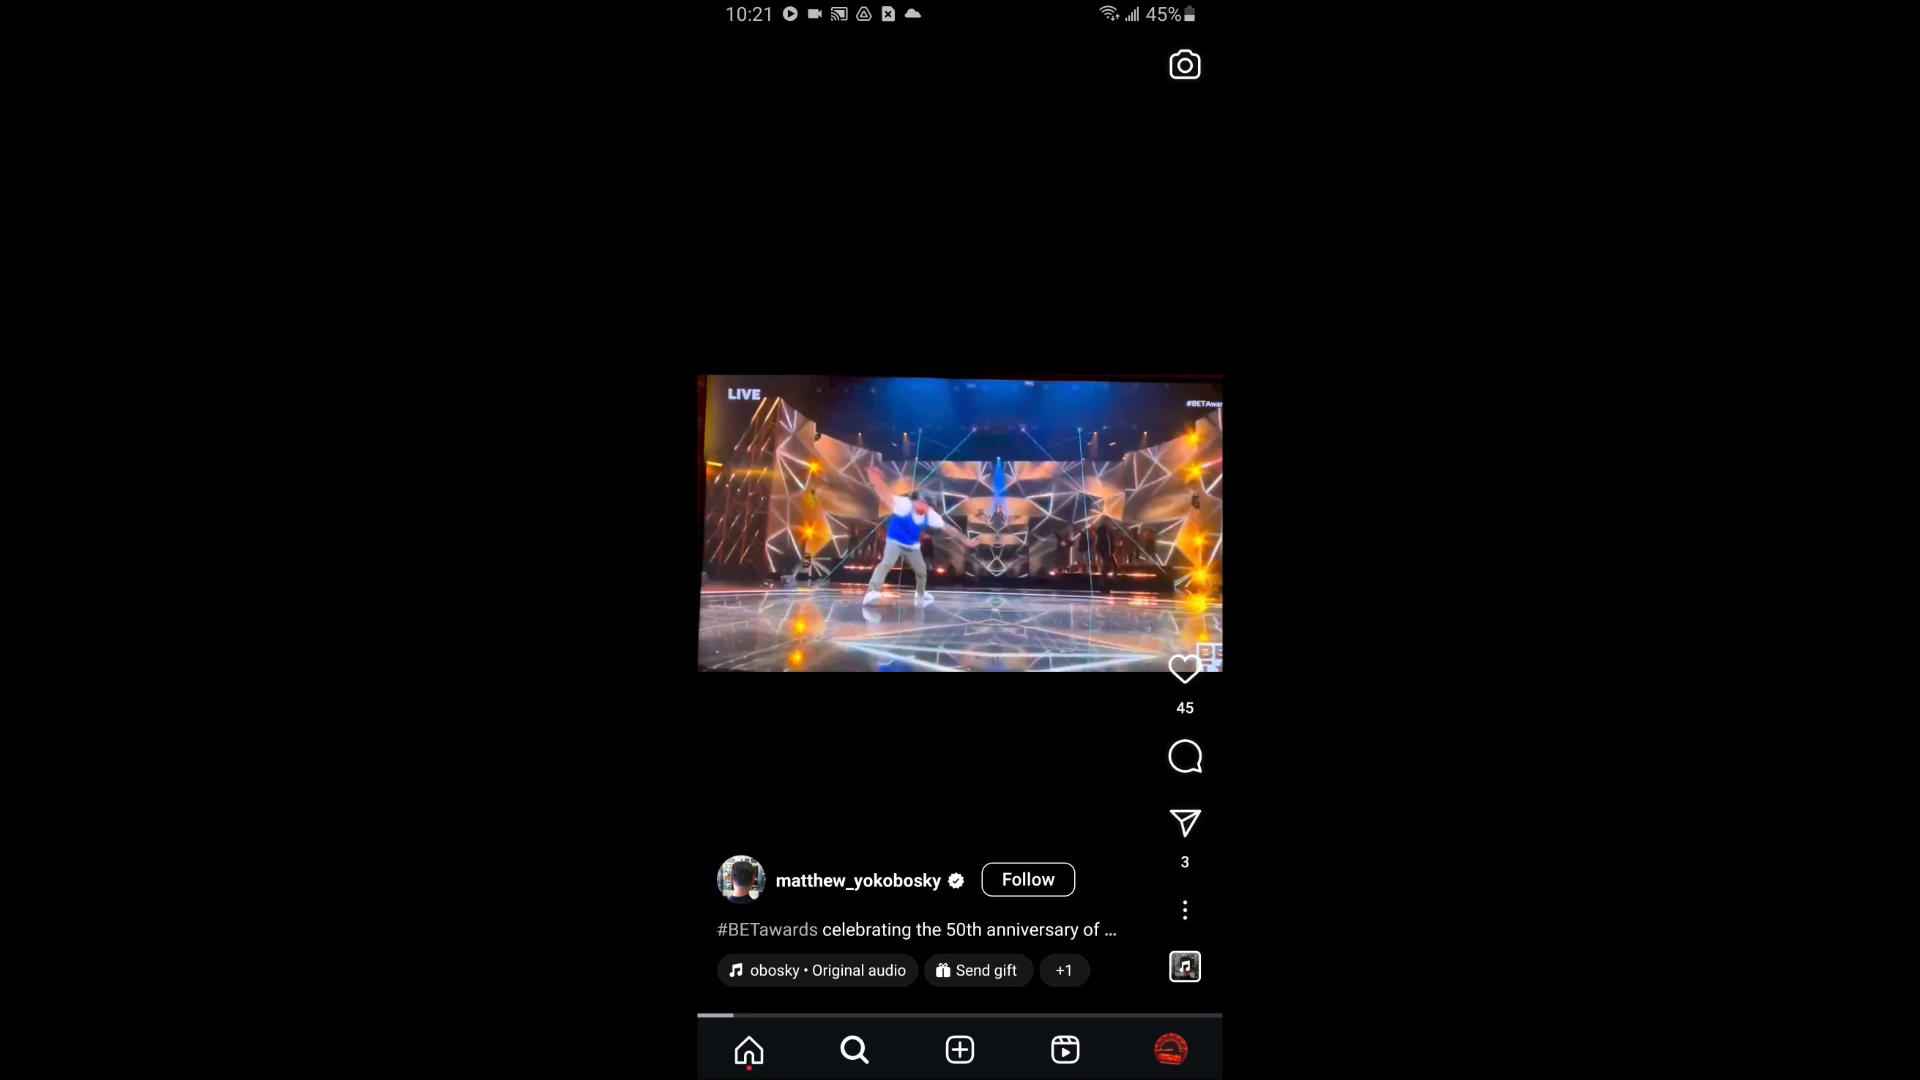 10:21
45%
LIVE
#BETAwar
45
3
matthew_yokobosky
Follow
#BETawards celebrating the 50th anniversary of ...
obosky • Original audio
Send gift
+1